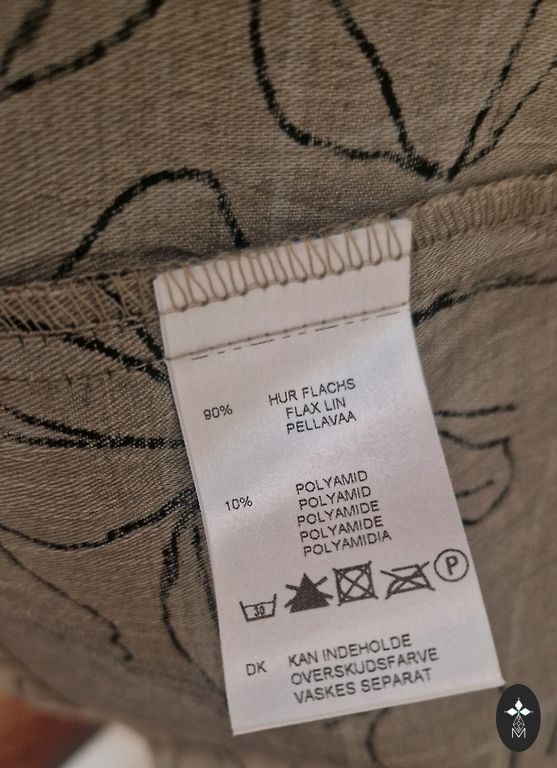 90% HUR FLACHS
FLAX LIN
PELLAVAA
10% POLYAMID
POLYAMID
POLYAMIDE
POLYAMIDE
POLYAMIDIA
30
P
DK KAN INDEHOLDE
OVERSKUDSFARVE
VASKES SEPARAT
M